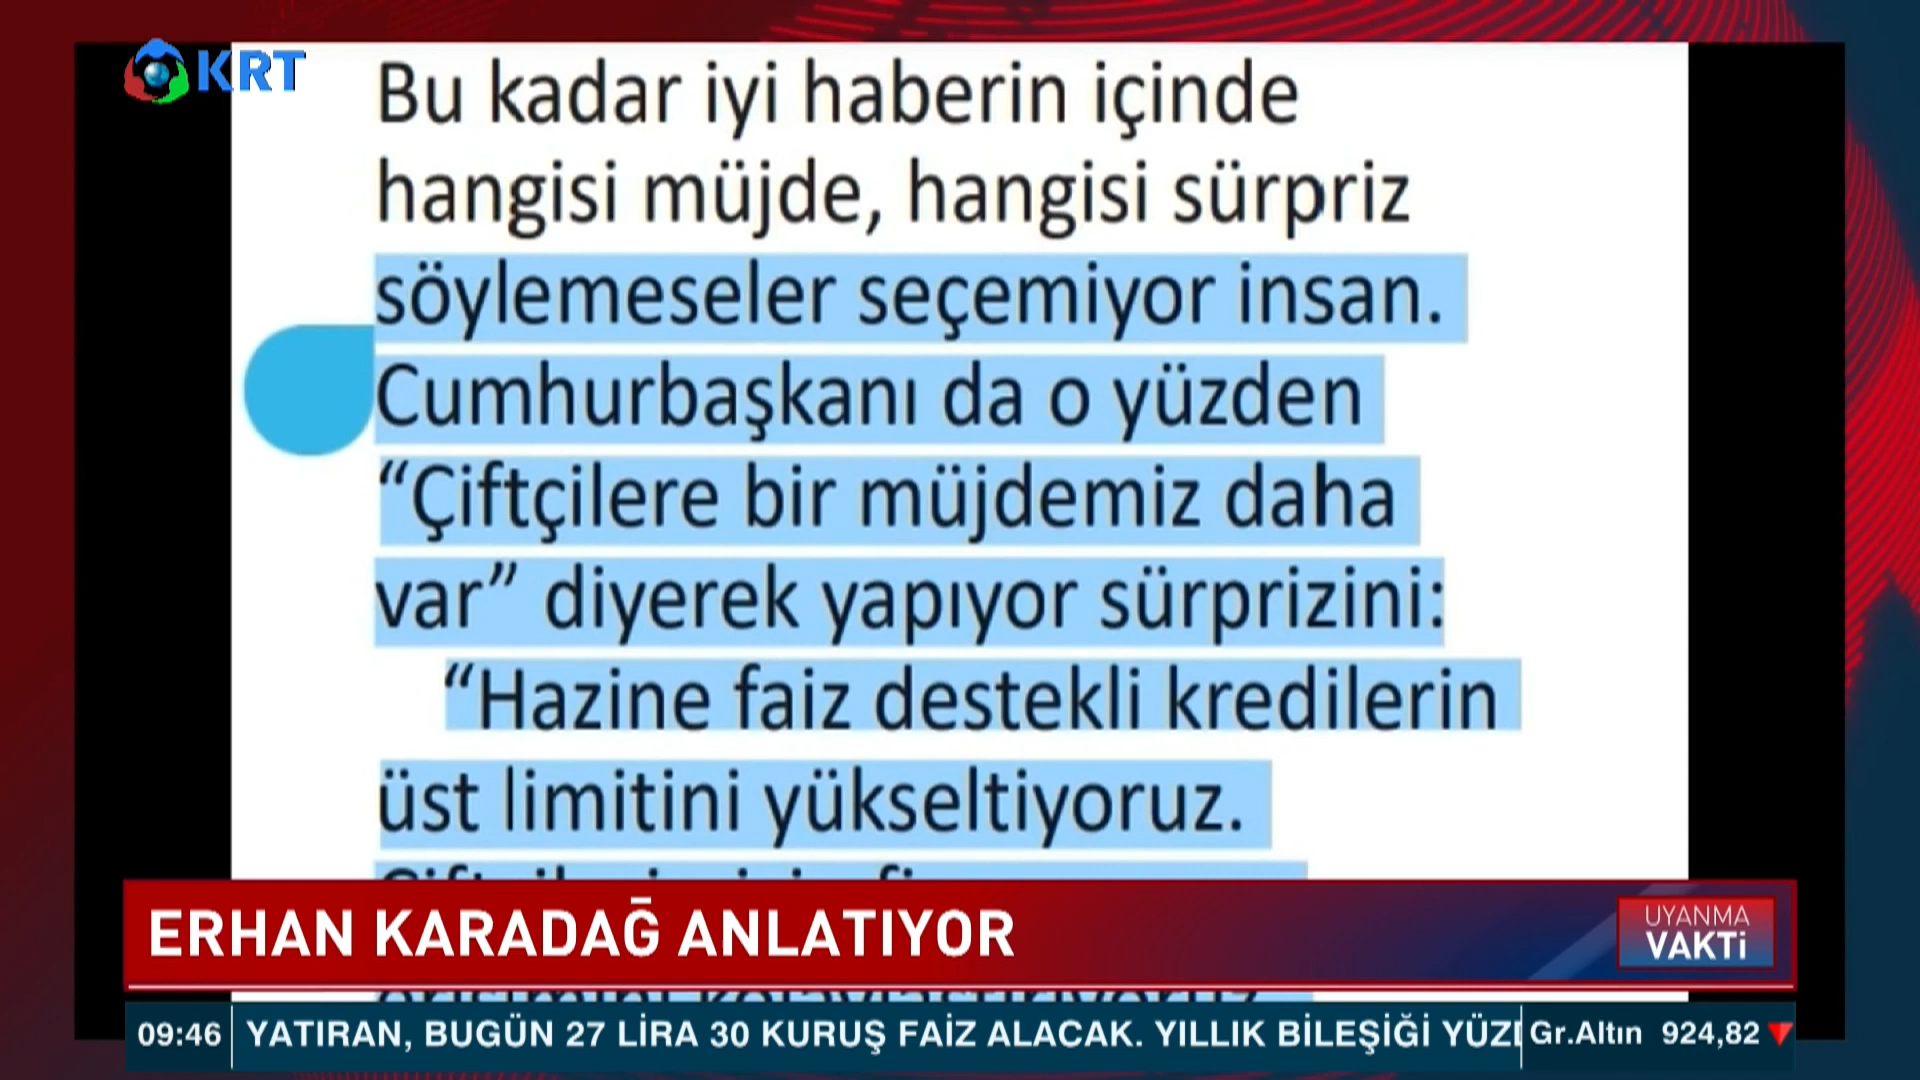 KRT
Bu kadar iyi haberin içinde
hangisi müjde, hangisi sürpriz
söylemeseler seçemiyor insan.
Cumhurbaşkanı da o yüzden
“Çiftçilere bir müjdemiz daha
var” diyerek yapıyor sürprizini:
“Hazine faiz destekli kredilerin
üst limitini yükseltiyoruz.
ERHAN KARADAĞ ANLATIYOR
UYANMA
VAKTİ
09:46 YATIRAN, BUGÜN 27 LİRA 30 KURUŞ FAİZ ALACAK. YILLIK BİLEŞİĞİ Gr.Altın 924,82